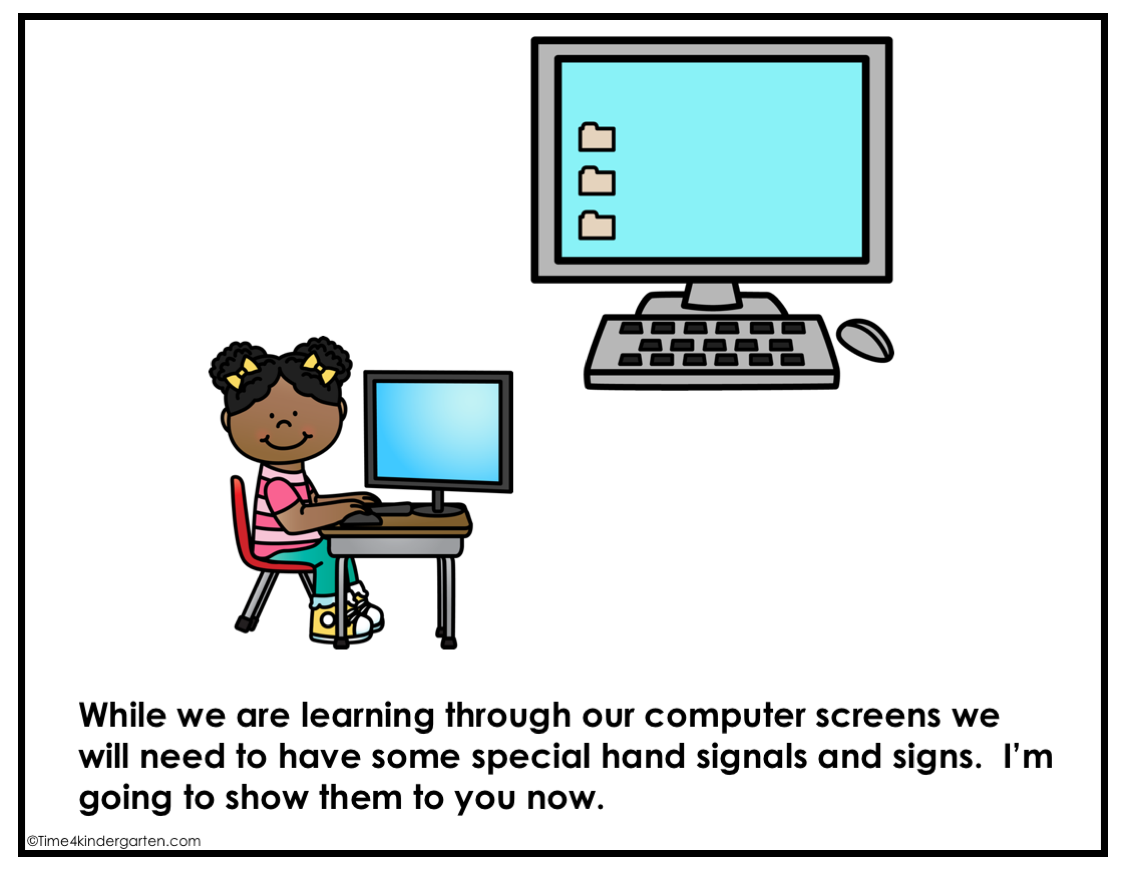 While we are learning through our computer screens we
will need to have some special hand signals and signs.  I'm
going to show them to you now.
©Time4kindergarten.com